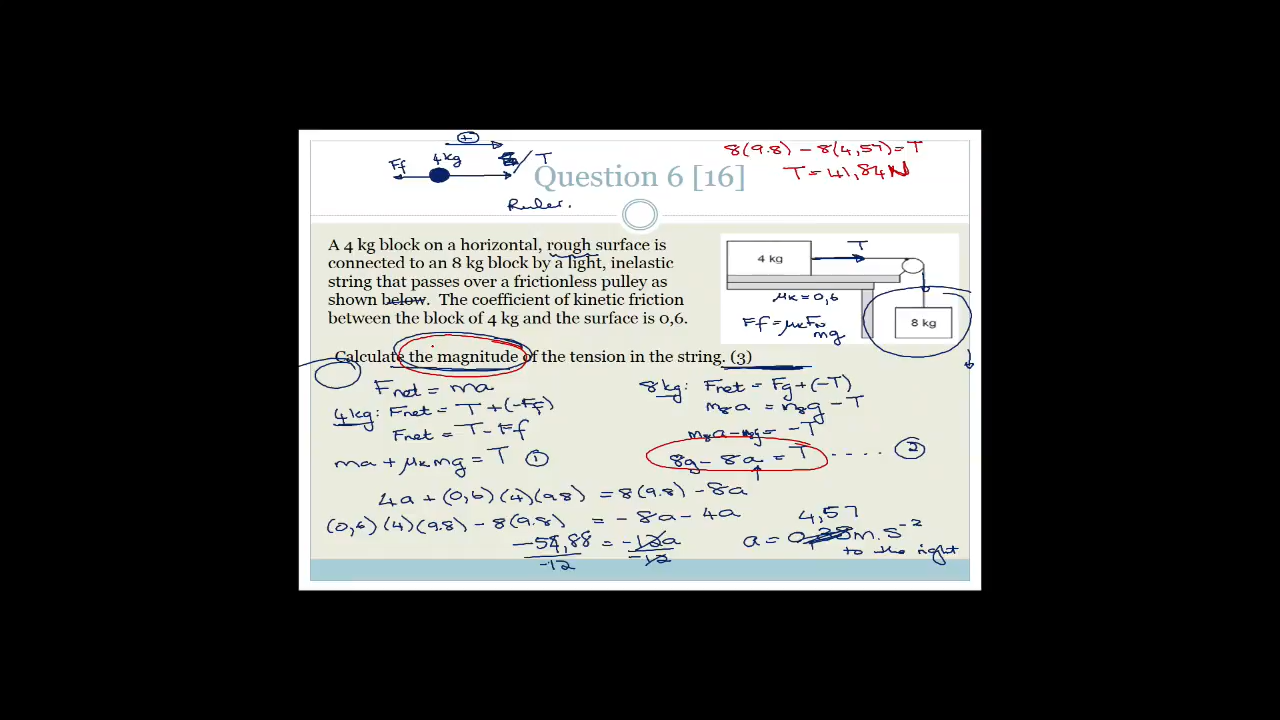 +
Ff
4kg
T
8(9.8) - 8(4,57) = T
T = 41,84N
Question 6 [16]
Ruler.
A 4 kg block on a horizontal, rough surface is
connected to an 8 kg block by a light, inelastic
string that passes over a frictionless pulley as
shown below. The coefficient of kinetic friction
between the block of 4 kg and the surface is 0,6.
T
4 kg
μk = 0,6
Ff = μkFN
mg
8 kg
Calculate the magnitude of the tension in the string. (3)
Fnet = ma
4kg: Fnet = T + (-Ff)
Fnet = T - Ff
ma + μkmg = T ①
8kg: Fnet = Fg + (-T)
m8a = m8g - T
m8a - m8g = -T
8g - 8a = T .... ②
4a + (0,6)(4)(9.8) = 8(9.8) - 8a
(0,6)(4)(9.8) - 8(9.8) = -8a - 4a
-54,88 = -12a
-12 -12
4,57
a = m.s-2
to the right